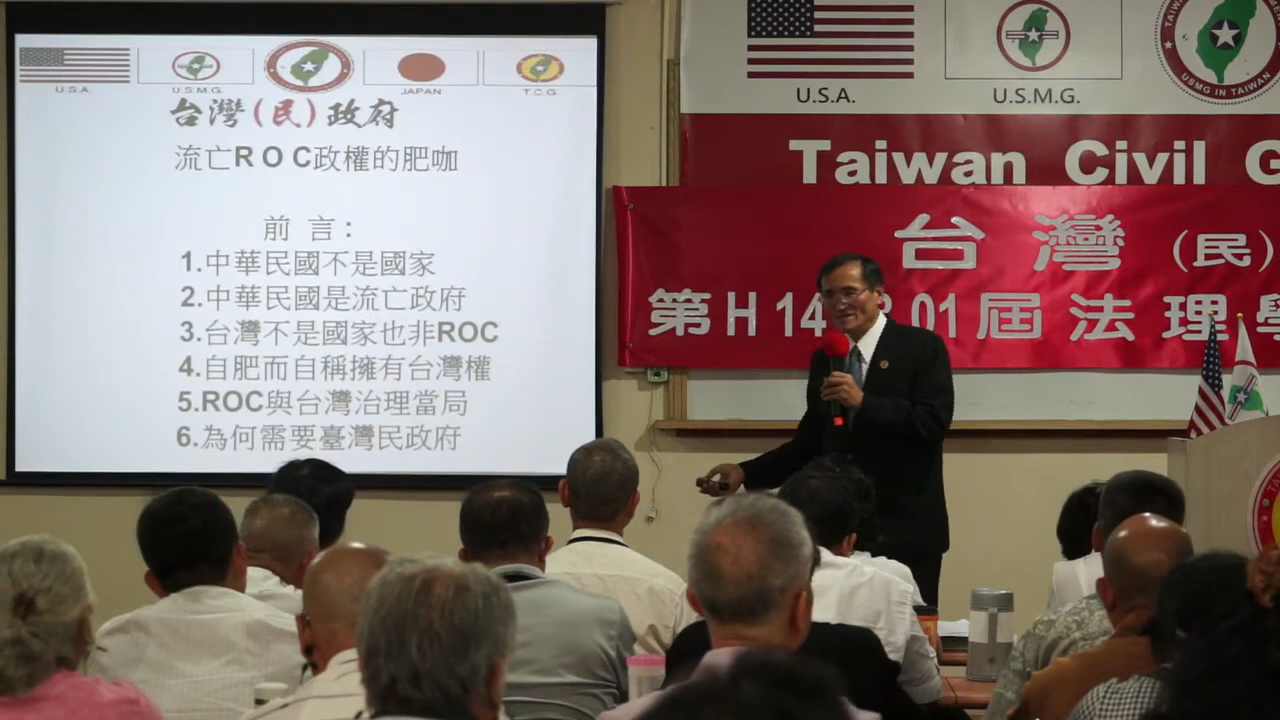 U.S.A.
U.S.M.G.
JAPAN
T.C.G.
台灣(民)政府
流亡R O C政權的肥咖
前 言:
1.中華民國不是國家
2.中華民國是流亡政府
3.台灣不是國家也非ROC
4.自肥而自稱擁有台灣權
5.ROC與台灣治理當局
6.為何需要臺灣民政府
U.S.A.
U.S.M.G.
USMG IN TAIWAN
Taiwan Civil G
台灣(民)
第H 14 01屆法理學